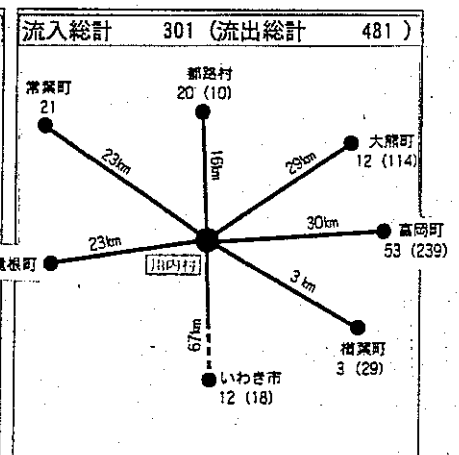 流入総計 301 (流出総計 481 )
常葉町
21
都路村
20 (10)
大熊町
12 (114)
23km
16km
29km
30km
富岡町
53 (239)
23km
川内村
根町
3km
楢葉町
3 (29)
67km
いわき市
12 (18)